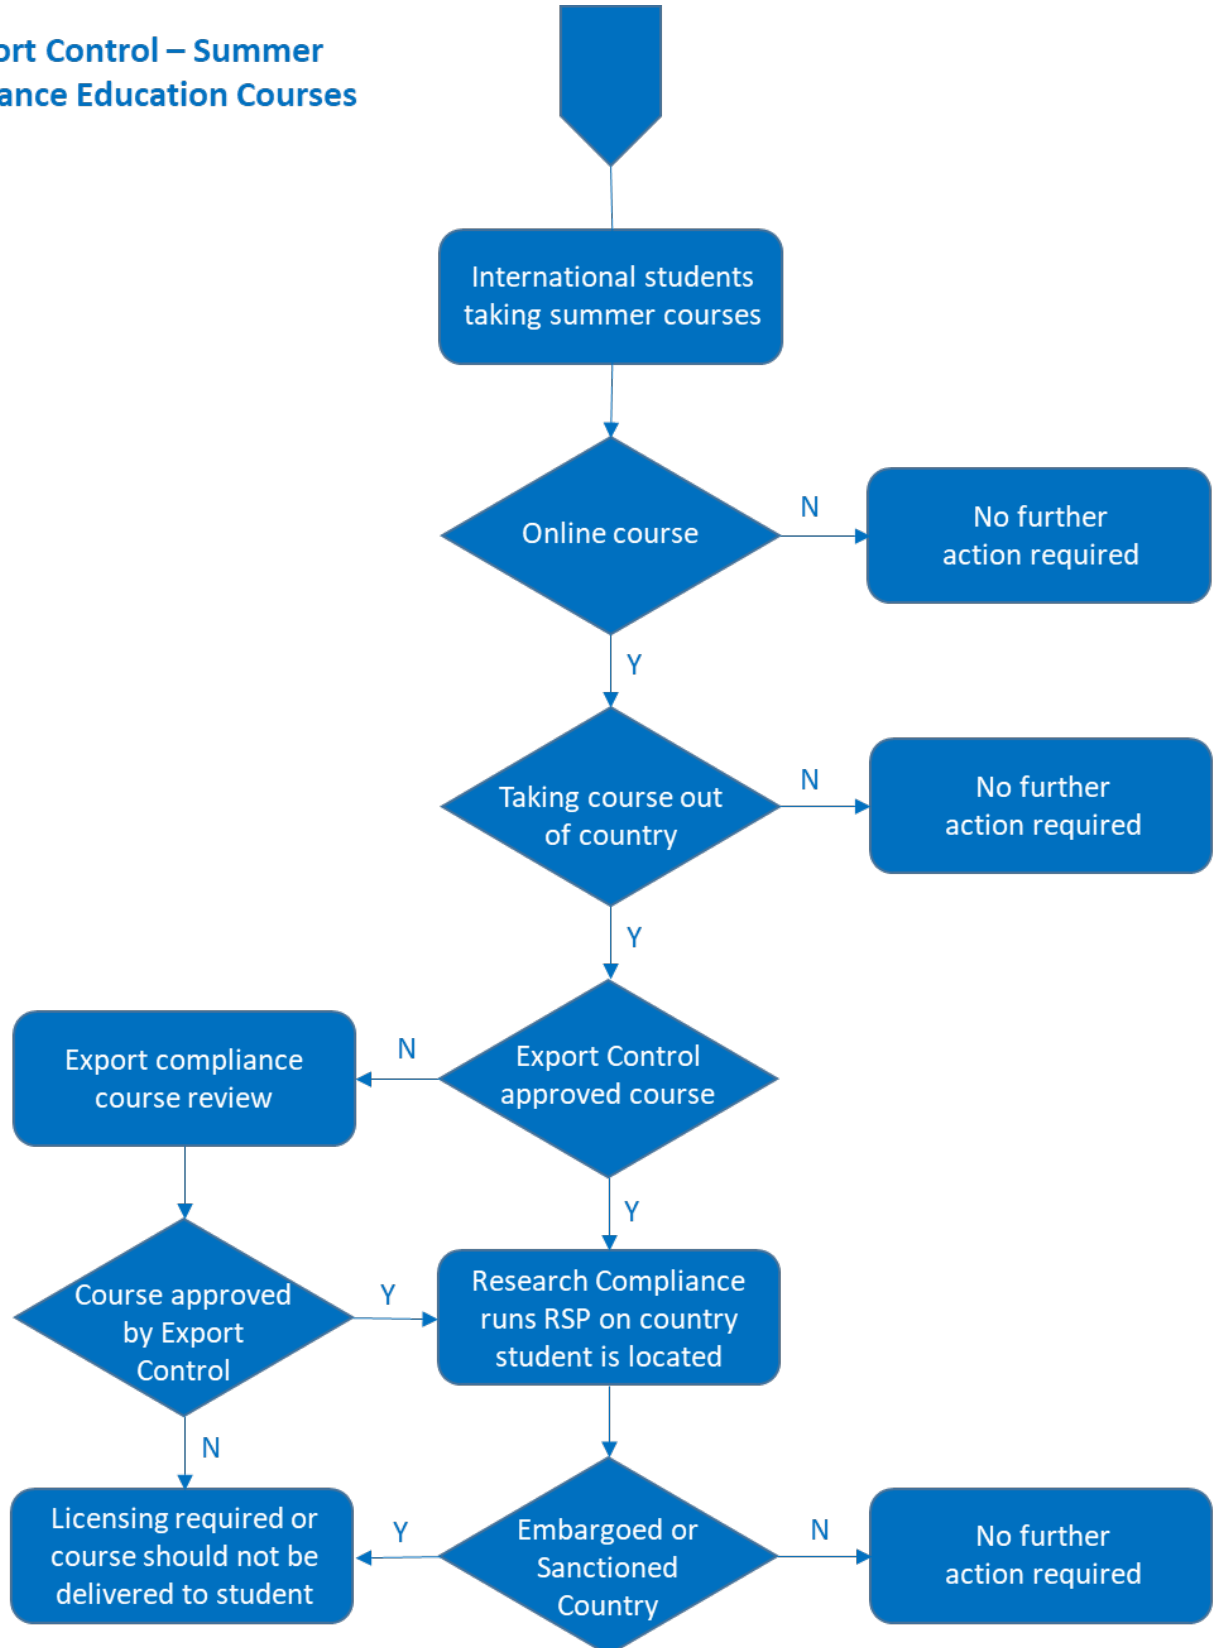 ort Control – Summer
ance Education Courses
International students
taking summer courses
Online course
N
No further
action required
Y
Taking course out
of country
N
No further
action required
Y
Export compliance
course review
N
Export Control
approved course
Y
Course approved
by Export
Control
Y
Research Compliance
runs RSP on country
student is located
N
Licensing required or
course should not be
delivered to student
Y
Embargoed or
Sanctioned
Country
N
No further
action required